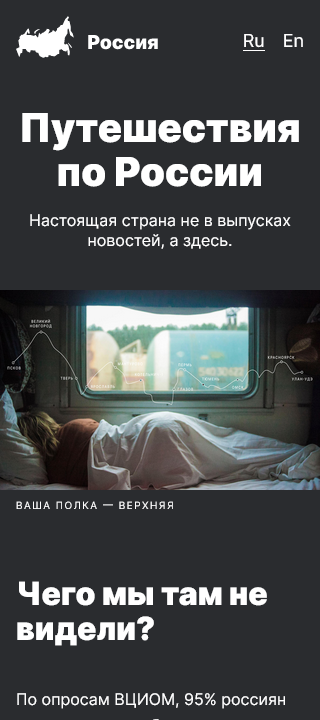 Россия
Ru En
Путешествия
по России
Настоящая страна не в выпусках
новостей, а здесь.
ВЕЛИКИЙ
НОВГОРОД
ПСКОВ
ТВЕРЬ
ПЕРМЬ
ТЮМЕНЬ
ОМСК
КРАСНОЯРСК
УЛАН-УДЭ
ВАША ПОЛКА — ВЕРХНЯЯ
Чего мы там не
видели?
По опросам ВЦИОМ, 95% россиян